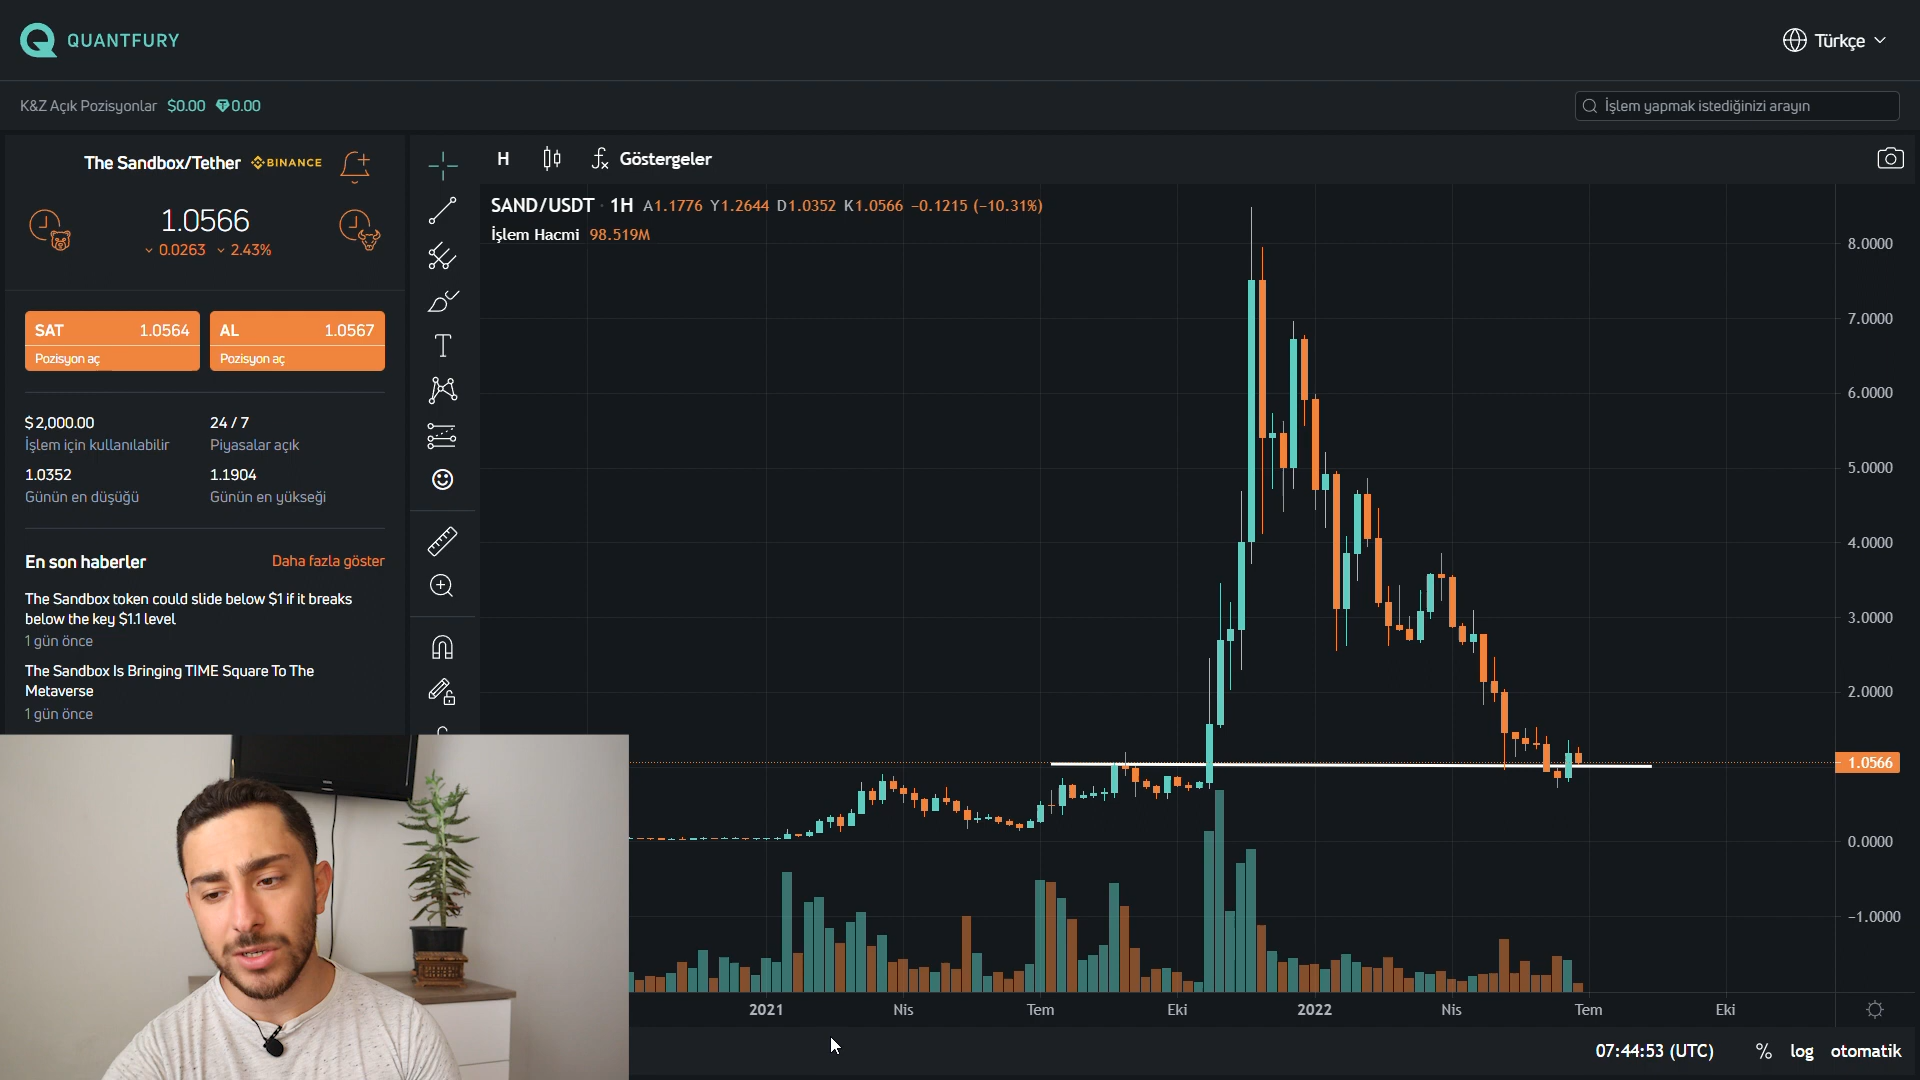 QUANTFURY
Türkçe
K&Z Açık Pozisyonlar $0.00 0.00
İşlem yapmak istediğinizi arayın
The Sandbox/Tether BINANCE
1.0566
0.0263 2.43%
SAT 1.0564
Pozisyon aç
AL 1.0567
Pozisyon aç
$2,000.00
İşlem için kullanılabilir
24 / 7
Piyasalar açık
1.0352
Günün en düşüğü
1.1904
Günün en yükseği
En son haberler
Daha fazla göster
The Sandbox token could slide below $1 if it breaks
below the key $1.1 level
1 gün önce
The Sandbox Is Bringing TIME Square To The
Metaverse
1 gün önce
H
Göstergeler
SAND/USDT · 1H A1.1776 Y1.2644 D1.0352 K1.0566 −0.1215 (−10.31%)
İşlem Hacmi 98.519M
8.0000
7.0000
6.0000
5.0000
4.0000
3.0000
2.0000
1.0566
0.0000
−1.0000
2021
Nis
Tem
Eki
2022
Nis
Tem
Eki
07:44:53 (UTC)
%
log
otomatik